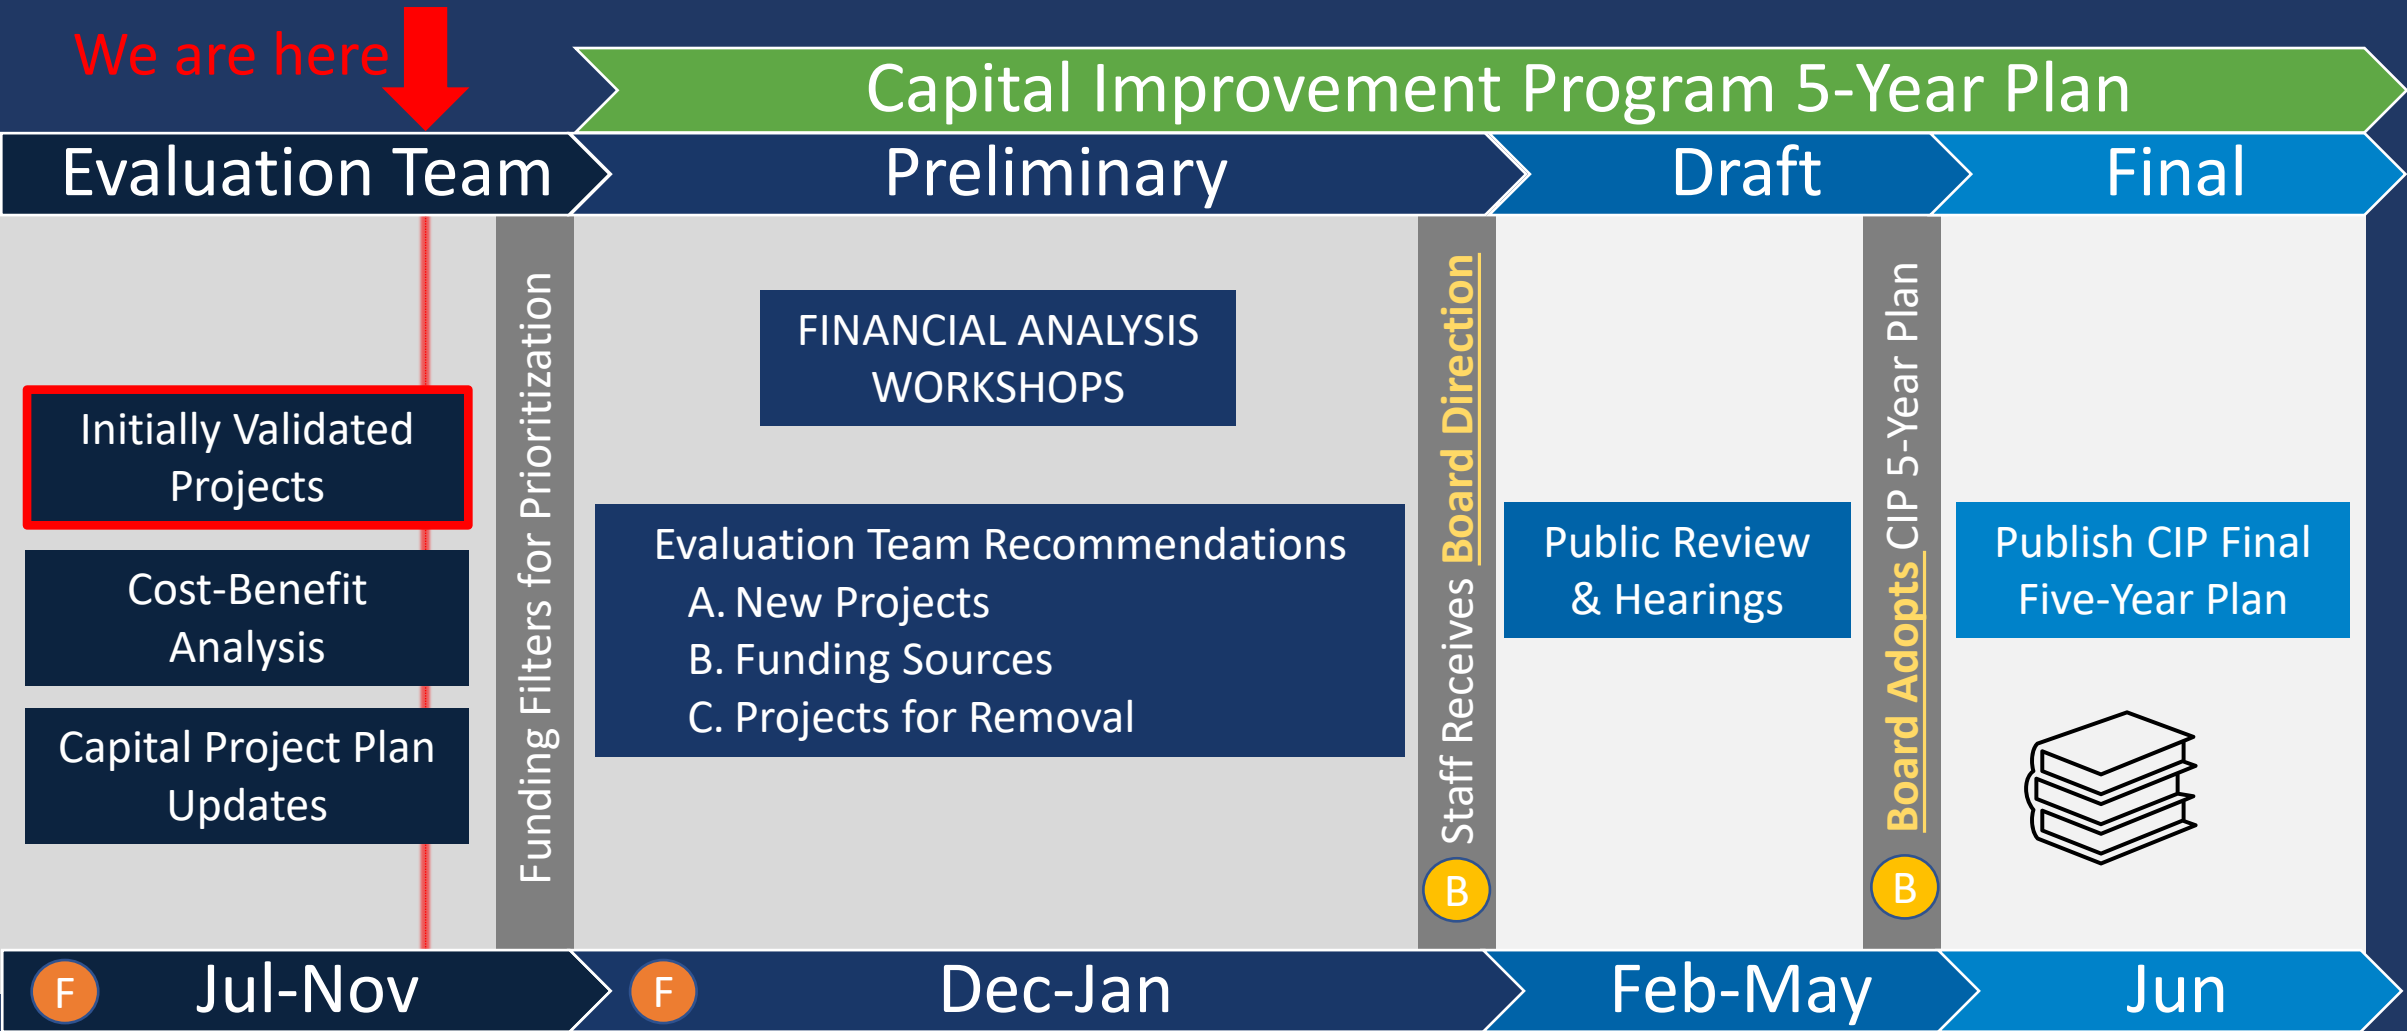 We are here
Capital Improvement Program 5-Year Plan
Evaluation Team
Preliminary
Draft
Final
Initially Validated
Projects
Cost-Benefit
Analysis
Capital Project Plan
Updates
Funding Filters for Prioritization
FINANCIAL ANALYSIS
WORKSHOPS
Evaluation Team Recommendations
A. New Projects
B. Funding Sources
C. Projects for Removal
Staff Receives Board Direction
B
Public Review
& Hearings
Board Adopts CIP 5-Year Plan
B
Publish CIP Final
Five-Year Plan
F
Jul-Nov
F
Dec-Jan
Feb-May
Jun